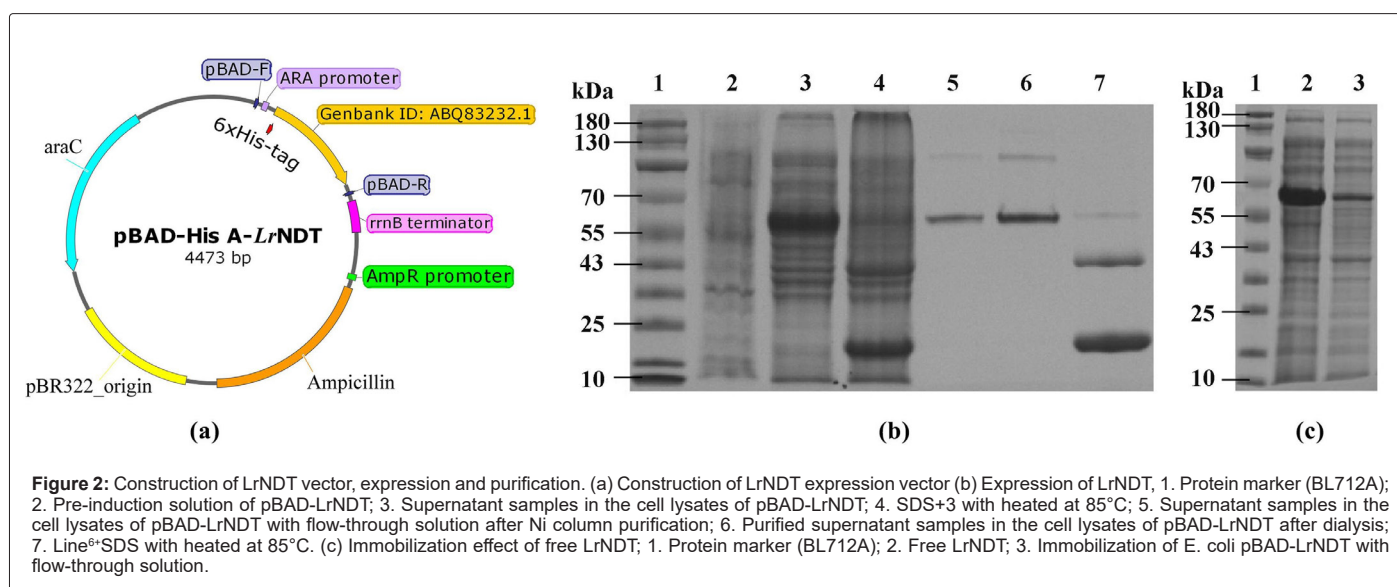 pBAD-F
ARA promoter
Genbank ID: ABQ83232.1
6xHis-tag
araC
pBAD-R
rrnB terminator
pBAD-His A-LrNDT
4473 bp
AmpR promoter
pBR322_origin
Ampicillin
(a)
kDa 1 2 3 4 5 6 7
180
130
70
55
43
25
10
(b)
kDa 1 2 3
180
130
70
55
43
25
10
(c)
Figure 2: Construction of LrNDT vector, expression and purification. (a) Construction of LrNDT expression vector (b) Expression of LrNDT, 1. Protein marker (BL712A);
2. Pre-induction solution of pBAD-LrNDT; 3. Supernatant samples in the cell lysates of pBAD-LrNDT; 4. SDS+3 with heated at 85°C; 5. Supernatant samples in the
cell lysates of pBAD-LrNDT with flow-through solution after Ni column purification; 6. Purified supernatant samples in the cell lysates of pBAD-LrNDT after dialysis;
7. Line⁶⁺SDS with heated at 85°C. (c) Immobilization effect of free LrNDT; 1. Protein marker (BL712A); 2. Free LrNDT; 3. Immobilization of E. coli pBAD-LrNDT with
flow-through solution.